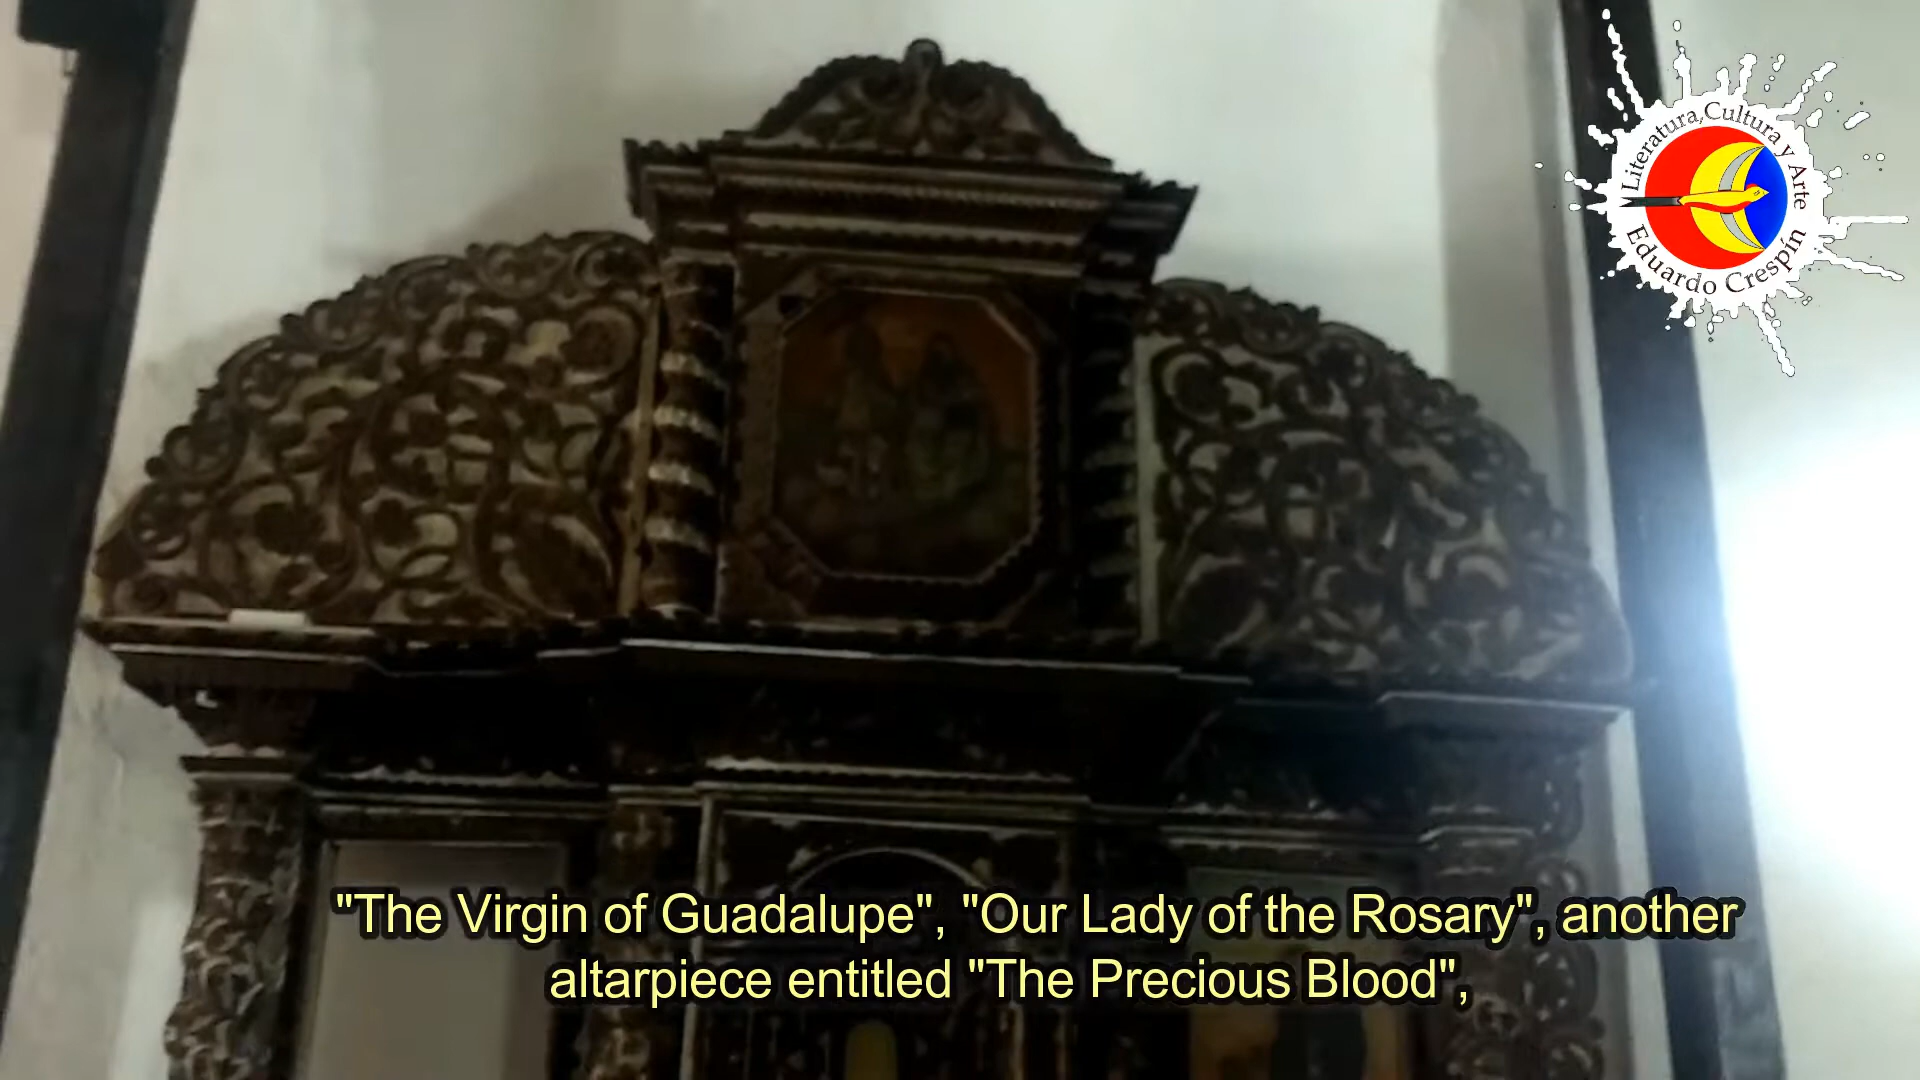 Literatura,Cultura y Arte
Eduardo Crespín
"The Virgin of Guadalupe", "Our Lady of the Rosary", another
altarpiece entitled "The Precious Blood",